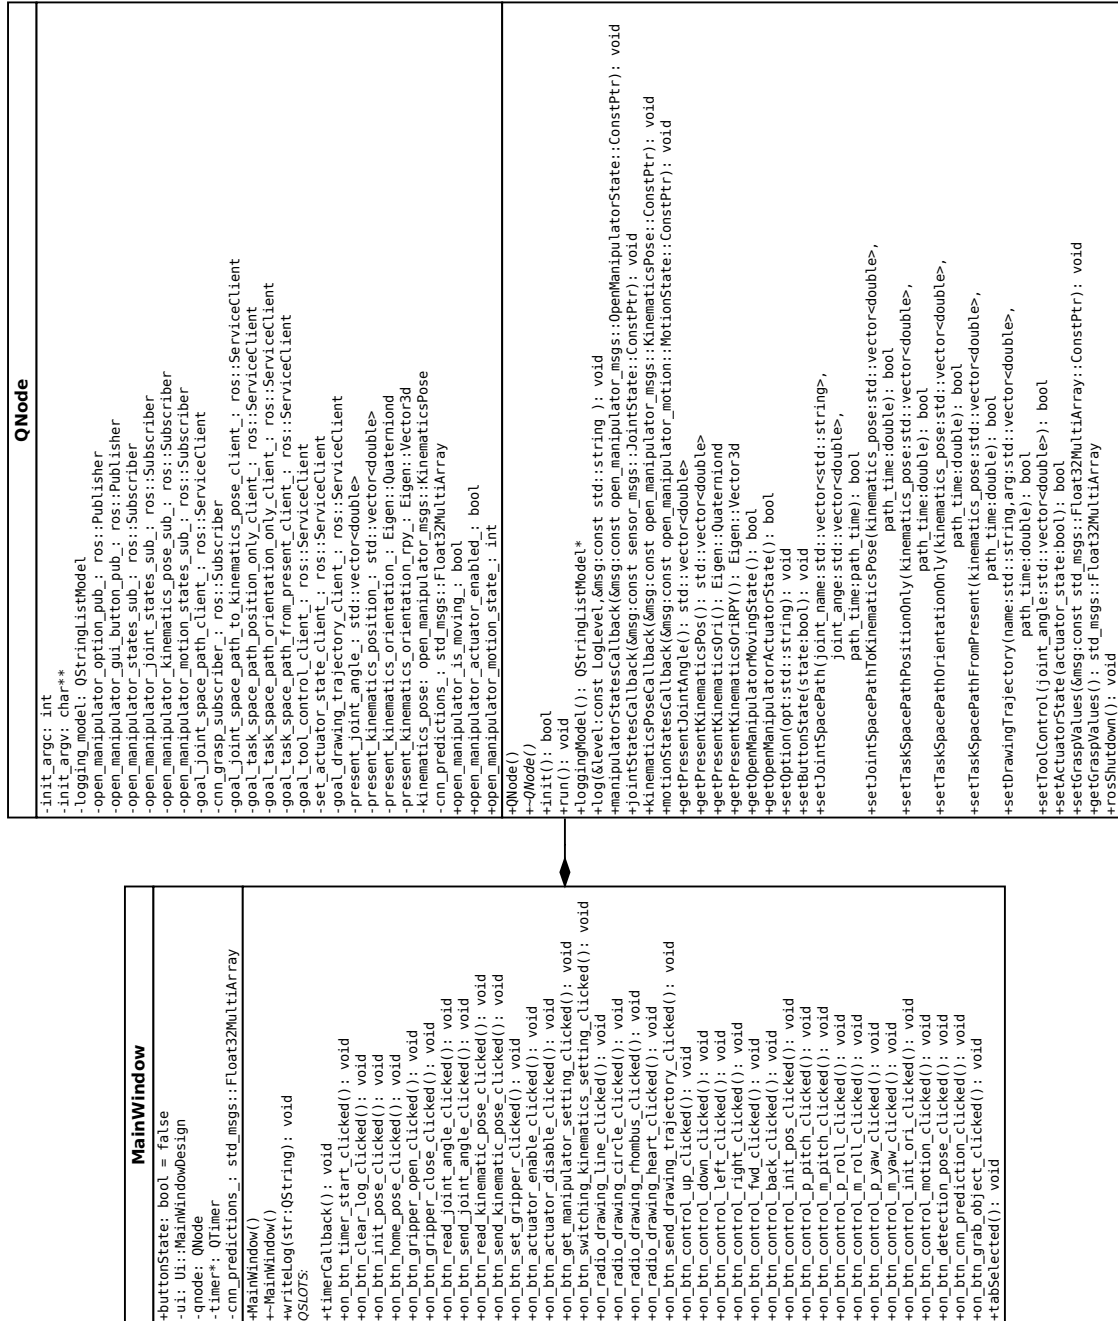 QNode
-init_argc: int
-init_argv: char**
-logging_model: QStringListModel
-open_manipulator_option_pub_: ros::Publisher
-open_manipulator_gui_button_pub_: ros::Publisher
-open_manipulator_states_sub_: ros::Subscriber
-open_manipulator_joint_states_sub_: ros::Subscriber
-open_manipulator_kinematics_pose_sub_: ros::Subscriber
-open_manipulator_motion_states_sub_: ros::Subscriber
-goal_joint_space_path_client_: ros::ServiceClient
-cnn_grasp_subscriber_: ros::Subscriber
-goal_joint_space_path_to_kinematics_pose_client_: ros::ServiceClient
-goal_task_space_path_position_only_client_: ros::ServiceClient
-goal_task_space_path_orientation_only_client_: ros::ServiceClient
-goal_task_space_path_from_present_client_: ros::ServiceClient
-goal_tool_control_client_: ros::ServiceClient
-set_actuator_state_client_: ros::ServiceClient
-goal_drawing_trajectory_client_: ros::ServiceClient
-present_joint_angle_: std::vector<double>
-present_kinematics_position_: std::vector<double>
-present_kinematics_orientation_: Eigen::Quaterniond
-present_kinematics_orientation_rpy_: Eigen::Vector3d
-kinematics_pose: open_manipulator_msgs::KinematicsPose
-cnn_predictions_: std_msgs::Float32MultiArray
+open_manipulator_is_moving_: bool
+open_manipulator_actuator_enabled_: bool
+open_manipulator_motion_state_: int
+QNode()
+~QNode()
+init(): bool
+run(): void
+loggingModel(): QStringListModel*
+log(&level:const LogLevel,&msg:const std::string ): void
+manipulatorStatesCallback(&msg:const open_manipulator_msgs::OpenManipulatorState::ConstPtr): void
+jointStatesCallback(&msg:const sensor_msgs::JointState::ConstPtr): void
+kinematicsPoseCallback(&msg:const open_manipulator_msgs::KinematicsPose::ConstPtr): void
+motionStatesCallback(&msg:const open_manipulator_motion::MotionState::ConstPtr): void
+getPresentJointAngle(): std::vector<double>
+getPresentKinematicsPos(): std::vector<double>
+getPresentKinematicsOri(): Eigen::Quaterniond
+getPresentKinematicsOriRPY(): Eigen::Vector3d
+getOpenManipulatorMovingState(): bool
+getOpenManipulatorActuatorState(): bool
+setOption(opt:std::string): void
+setButtonState(state:bool): void
+setJointSpacePath(joint_name:std::vector<std::string>,
joint_ange:std::vector<double>,
path_time:path_time): bool
+setJointSpacePathToKinematicsPose(kinematics_pose:std::vector<double>,
path_time:double): bool
+setTaskSpacePathPositionOnly(kinematics_pose:std::vector<double>,
path_time:double): bool
+setTaskSpacePathOrientationOnly(kinematics_pose:std::vector<double>,
path_time:double): bool
+setTaskSpacePathFromPresent(kinematics_pose:std::vector<double>,
path_time:double): bool
+setDrawingTrajectory(name:std::string,arg:std::vector<double>,
path_time:double): bool
+setToolControl(joint_angle:std::vector<double>): bool
+setActuatorState(actuator_state:bool): bool
+setGraspValues(&msg:const std_msgs::Float32MultiArray::ConstPtr): void
+getGraspValues(): std_msgs::Float32MultiArray
+rosShutdown(): void
MainWindow
+buttonState: bool = false
-ui: Ui::MainWindowDesign
-qnode: QNode
-timer*: QTimer
-cnn_predictions_: std_msgs::Float32MultiArray
+MainWindow()
+~MainWindow()
+writeLog(str:QString): void
QSLOTS:
+timerCallback(): void
+on_btn_timer_start_clicked(): void
+on_btn_clear_log_clicked(): void
+on_btn_init_pose_clicked(): void
+on_btn_home_pose_clicked(): void
+on_btn_gripper_open_clicked(): void
+on_btn_gripper_close_clicked(): void
+on_btn_read_joint_angle_clicked(): void
+on_btn_send_joint_angle_clicked(): void
+on_btn_read_kinematic_pose_clicked(): void
+on_btn_send_kinematic_pose_clicked(): void
+on_btn_set_gripper_clicked(): void
+on_btn_actuator_enable_clicked(): void
+on_btn_actuator_disable_clicked(): void
+on_btn_get_manipulator_setting_clicked(): void
+on_btn_switching_kinematics_setting_clicked(): void
+on_radio_drawing_line_clicked(): void
+on_radio_drawing_circle_clicked(): void
+on_radio_drawing_rhombus_clicked(): void
+on_radio_drawing_heart_clicked(): void
+on_btn_send_drawing_trajectory_clicked(): void
+on_btn_control_up_clicked(): void
+on_btn_control_down_clicked(): void
+on_btn_control_left_clicked(): void
+on_btn_control_right_clicked(): void
+on_btn_control_fwd_clicked(): void
+on_btn_control_back_clicked(): void
+on_btn_control_init_pos_clicked(): void
+on_btn_control_p_pitch_clicked(): void
+on_btn_control_m_pitch_clicked(): void
+on_btn_control_p_roll_clicked(): void
+on_btn_control_m_roll_clicked(): void
+on_btn_control_p_yaw_clicked(): void
+on_btn_control_m_yaw_clicked(): void
+on_btn_control_init_ori_clicked(): void
+on_btn_control_motion_clicked(): void
+on_btn_detection_pose_clicked(): void
+on_btn_cnn_prediction_clicked(): void
+on_btn_grab_object_clicked(): void
+tabSelected(): void